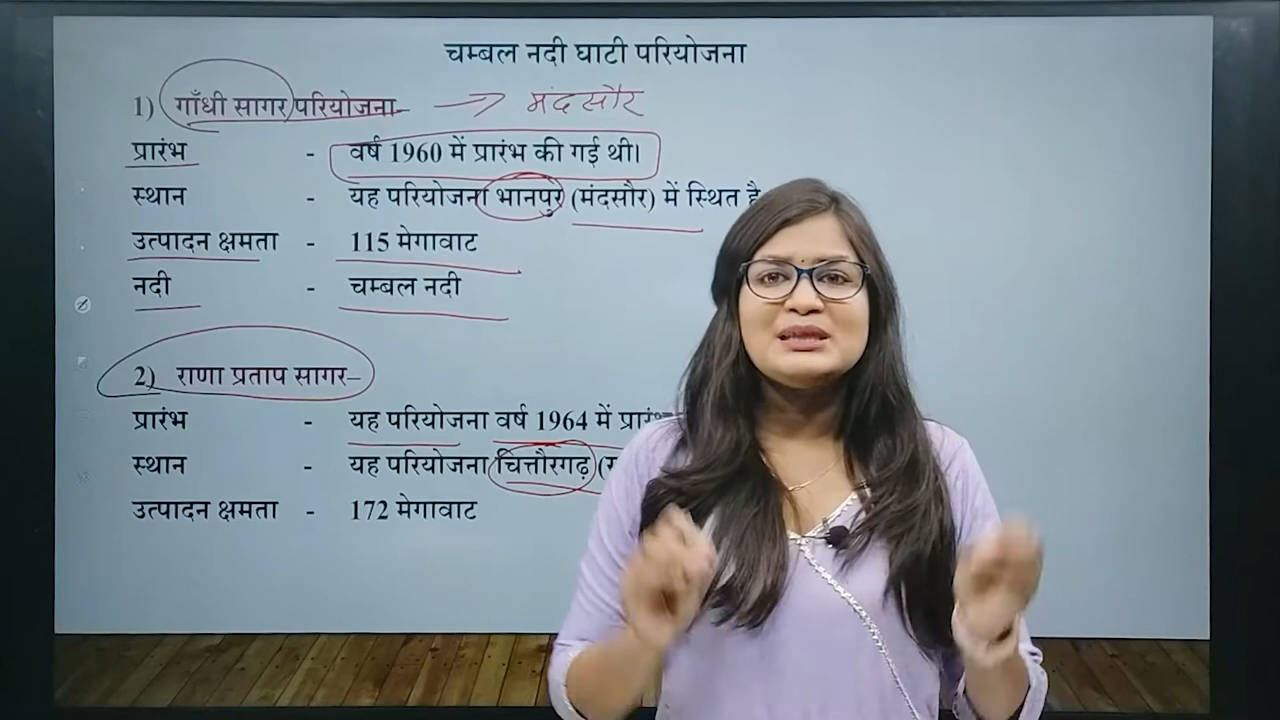 चम्बल नदी घाटी परियोजना
1) गाँधी सागर परियोजना- → मंदसौर
प्रारंभ - वर्ष 1960 में प्रारंभ की गई थी।
स्थान - यह परियोजना भानपुर (मंदसौर) में स्थित है
उत्पादन क्षमता - 115 मेगावाट
नदी - चम्बल नदी
2) राणा प्रताप सागर–
प्रारंभ - यह परियोजना वर्ष 1964 में
स्थान - यह परियोजना चित्तौरगढ़
उत्पादन क्षमता - 172 मेगावाट